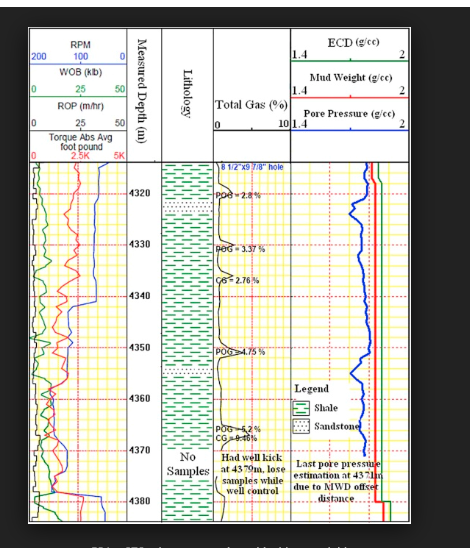 RPM
200 100 0
WOB (klb)
0 25 50
ROP (m/hr)
0 25 50
Torque Abs Avg
foot pound
0 2.5K 5K
Measured Depth (m)
Lithology
Total Gas (%)
0 10
ECD (g/cc)
1.4 2
Mud Weight (g/cc)
1.4 2
Pore Pressure (g/cc)
1.4 2
8 1/2"x9 7/8" hole
4320
POG = 2.8 %
4330
POG = 3.37 %
CG = 2.76 %
4340
4350
POG =4.75 %
4360
Legend
Shale
Sandstone
POG = 5.2 %
CG = 9.46%
4370
4380
No
Samples
Had well kick
at 4379m, lose
samples while
well control
Last pore pressure
estimation at 4371m
due to MWD offset
distance